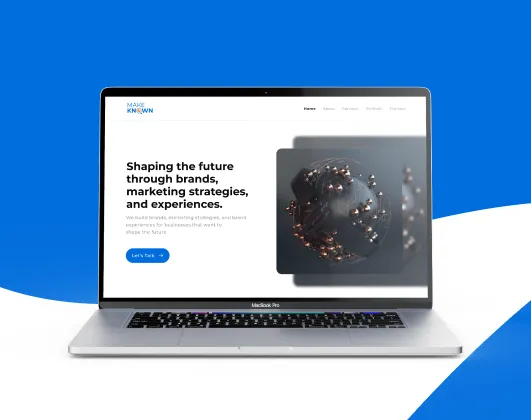 MAKE
KNOWN
Home About Services Portfolio Contact
Shaping the future
through brands,
marketing strategies,
and experiences.
We build brands, marketing strategies, and talent
experiences for businesses that want to
shape the future.
Let's Talk →
MacBook Pro